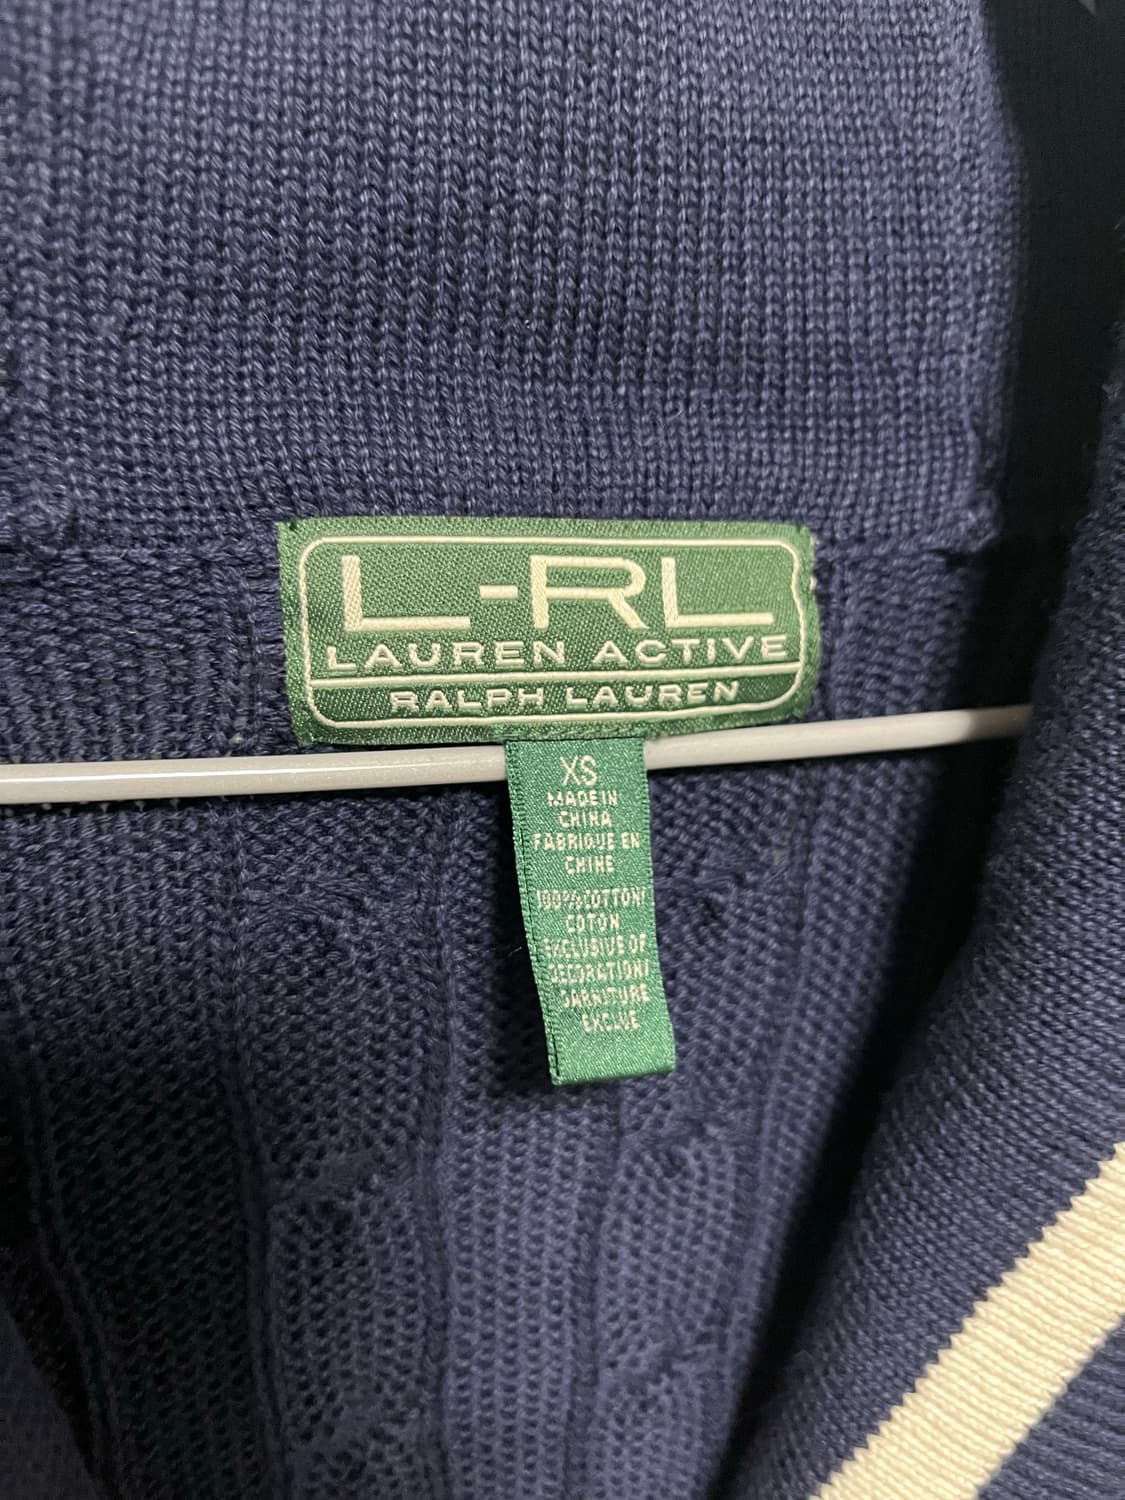 L-RL
LAUREN ACTIVE
RALPH LAUREN
XS
MADE IN
CHINA
FABRIQUE EN
CHINE
100% COTTON/
COTON
EXCLUSIVE OF
DECORATION/
GARNITURE
EXCLUE